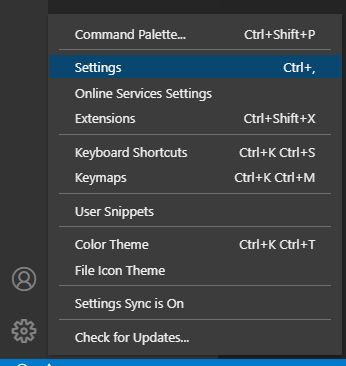 Command Palette... Ctrl+Shift+P
Settings Ctrl+,
Online Services Settings
Extensions Ctrl+Shift+X
Keyboard Shortcuts Ctrl+K Ctrl+S
Keymaps Ctrl+K Ctrl+M
User Snippets
Color Theme Ctrl+K Ctrl+T
File Icon Theme
Settings Sync is On
Check for Updates...